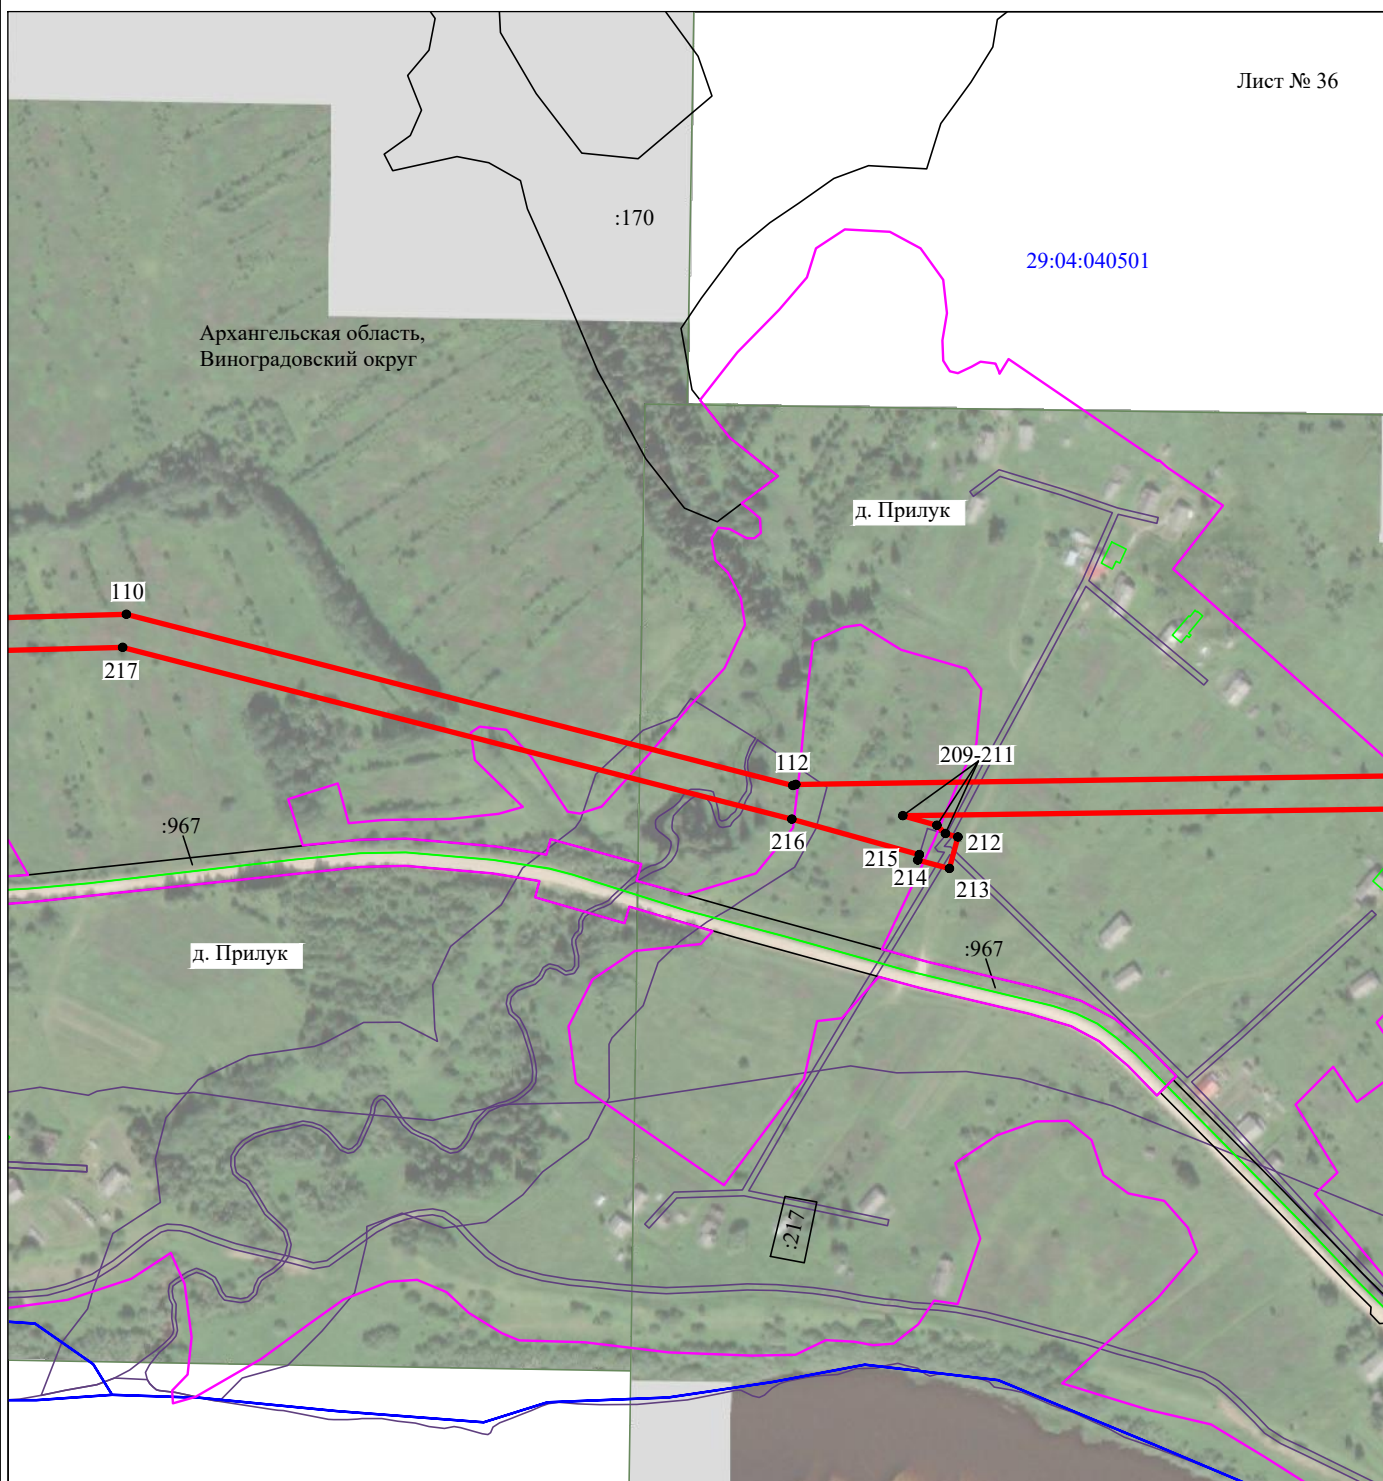 Лист № 36
:170
29:04:040501
Архангельская область,
Виноградовский округ
д. Прилук
110
217
112
209-211
:967
216
215
212
214
213
д. Прилук
:967
:217